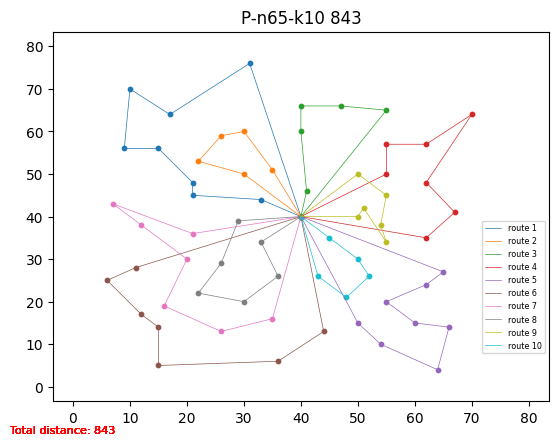 P-n65-k10 843
80
70
60
50
40
30
20
10
0
0 10 20 30 40 50 60 70 80
route 1
route 2
route 3
route 4
route 5
route 6
route 7
route 8
route 9
route 10
Total distance: 843